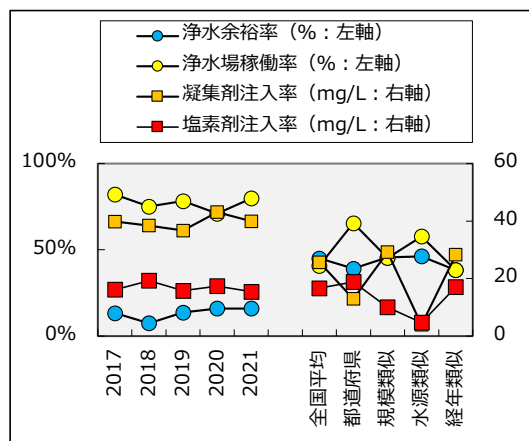 浄水余裕率（%：左軸）
浄水場稼働率（%：左軸）
凝集剤注入率（mg/L：右軸）
塩素剤注入率（mg/L：右軸）
100%
50%
0%
60
40
20
0
2017
2018
2019
2020
2021
全国平均
都道府県
規模類似
水源類似
経年類似